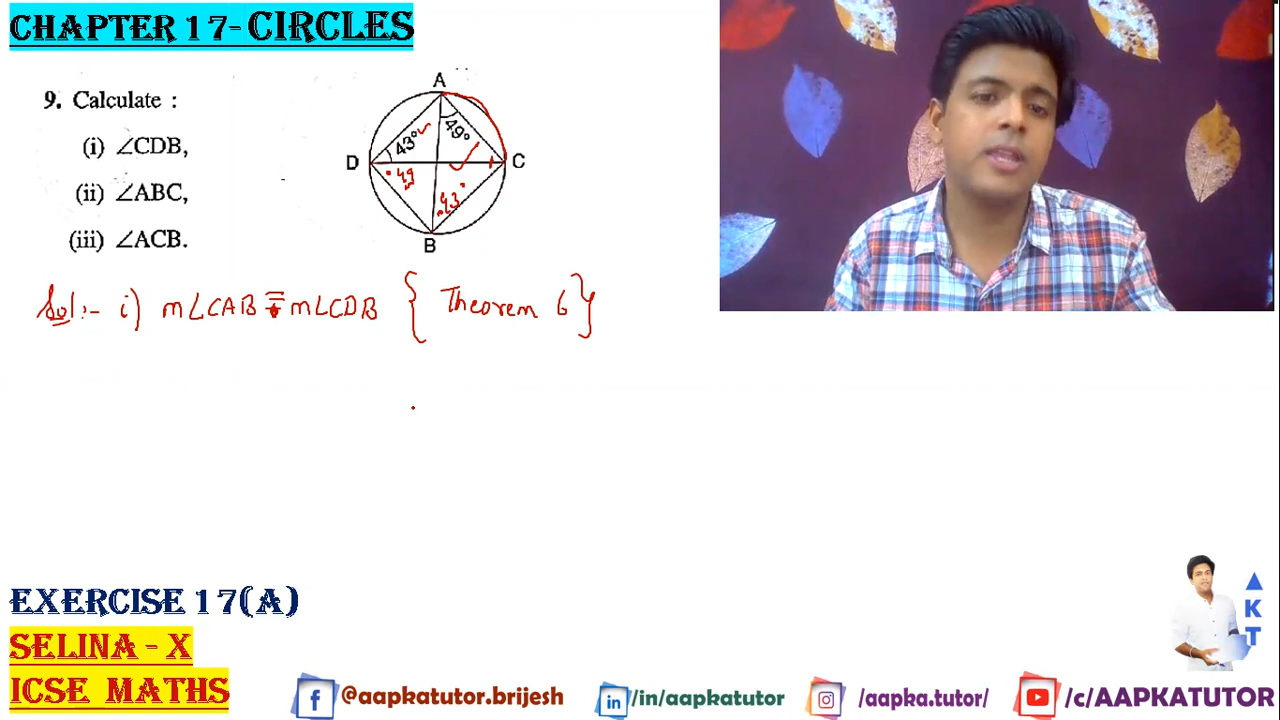 CHAPTER 17- CIRCLES
9. Calculate :
(i) ∠CDB,
(ii) ∠ABC,
(iii) ∠ACB.
A
43°
49°
D
C
49
43
B
Sol:- i) m∠CAB = m∠CDB { Theorem 6 }
EXERCISE 17(A)
SELINA - X
ICSE MATHS
AKT
@aapkatutor.brijesh
/in/aapkatutor
/aapka.tutor/
/c/AAPKATUTOR